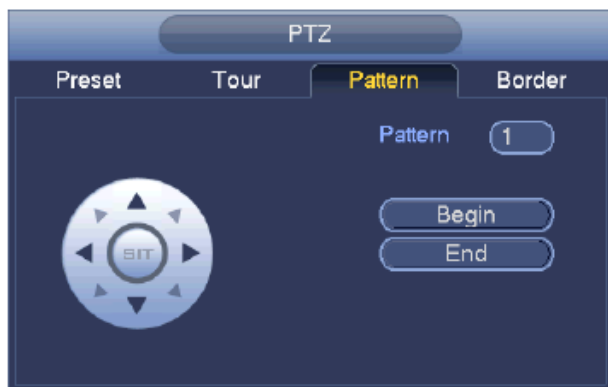 PTZ
Preset Tour Pattern Border
Pattern 1
SIT
Begin
End